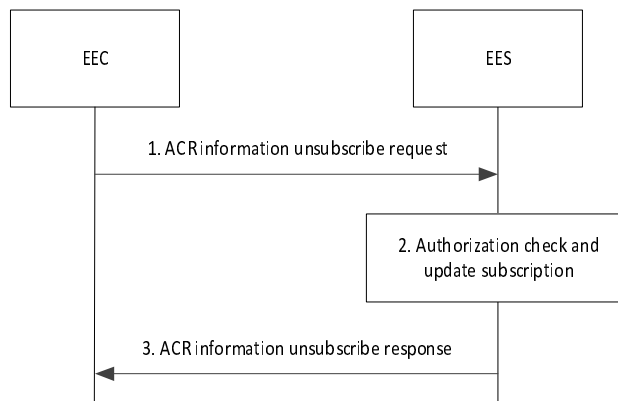 EEC
EES
1. ACR information unsubscribe request
2. Authorization check and
update subscription
3. ACR information unsubscribe response